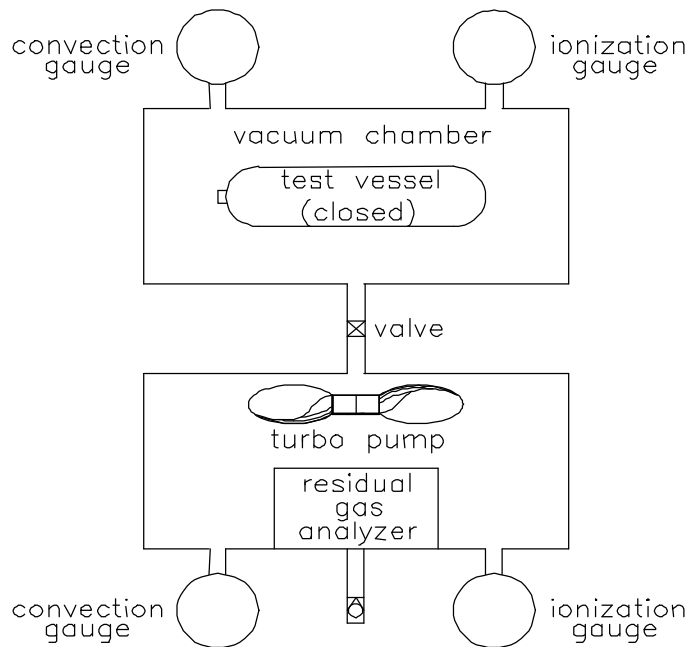 convection
gauge
ionization
gauge
vacuum chamber
test vessel
(closed)
valve
turbo pump
residual
gas
analyzer
convection
gauge
ionization
gauge